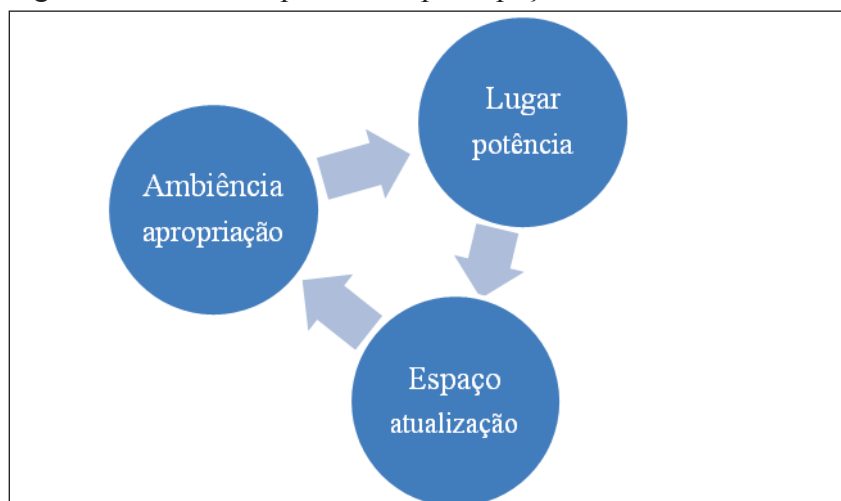 Lugar
potência
Ambiência
apropriação
Espaço
atualização